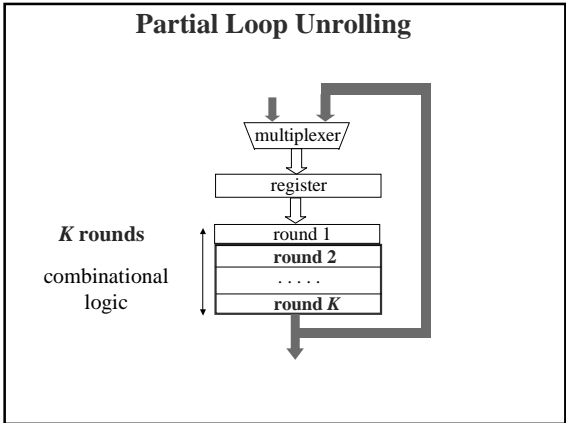 Partial Loop Unrolling
multiplexer
register
K rounds
combinational
logic
round 1
round 2
. . . . .
round K